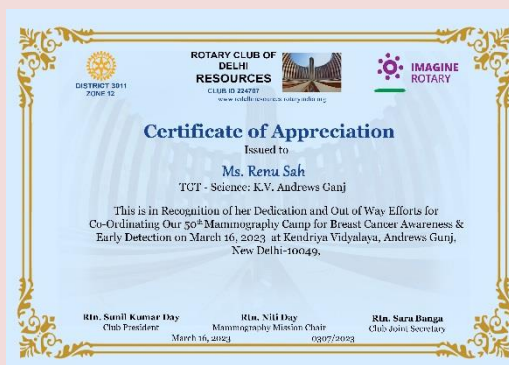 DISTRICT 3011
ZONE 12
ROTARY CLUB OF
DELHI
RESOURCES
CLUB ID 224787
IMAGINE
ROTARY
Certificate of Appreciation
Issued to
Ms. Renu Sah
TGT - Science: K.V. Andrews Ganj
This is in Recognition of her Dedication and Out of Way Efforts for
Co-Ordinating Our 50th Mammography Camp for Breast Cancer Awareness &
Early Detection on March 16, 2023 at Kendriya Vidyalaya, Andrews Gunj,
New Delhi-10049.
Rtn. Sunil Kumar Day
Club President
Rtn. Niti Day
Mammography Mission Chair
Rtn. Sara Banga
Club Joint Secretary
March 16, 2023
0307/2023